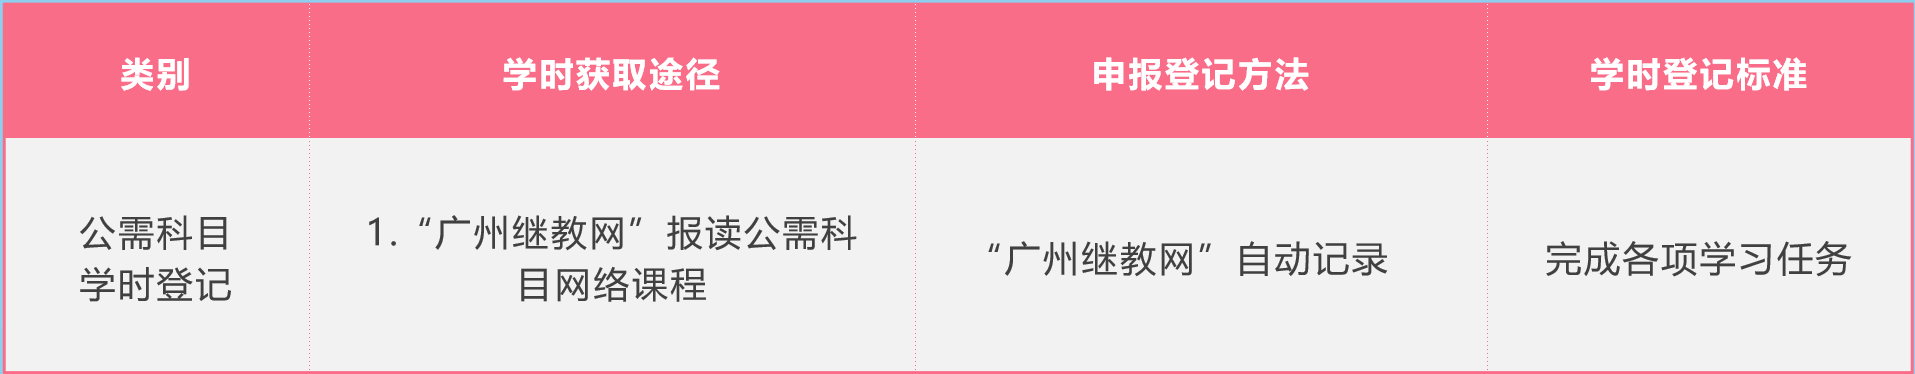 类别 学时获取途径 申报登记方法 学时登记标准
公需科目
学时登记
1.“广州继教网”报读公需科
目网络课程
“广州继教网”自动记录
完成各项学习任务